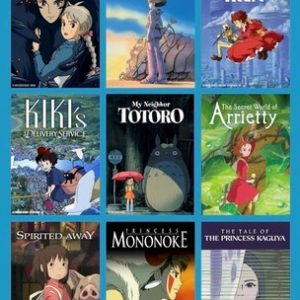 KiKi's
DELIVERY SERVICE
My Neighbor
TOTORO
The Secret World of
Arrietty
SPIRITED AWAY
PRINCESS
MONONOKE
THE TALE OF
THE PRINCESS KAGUYA